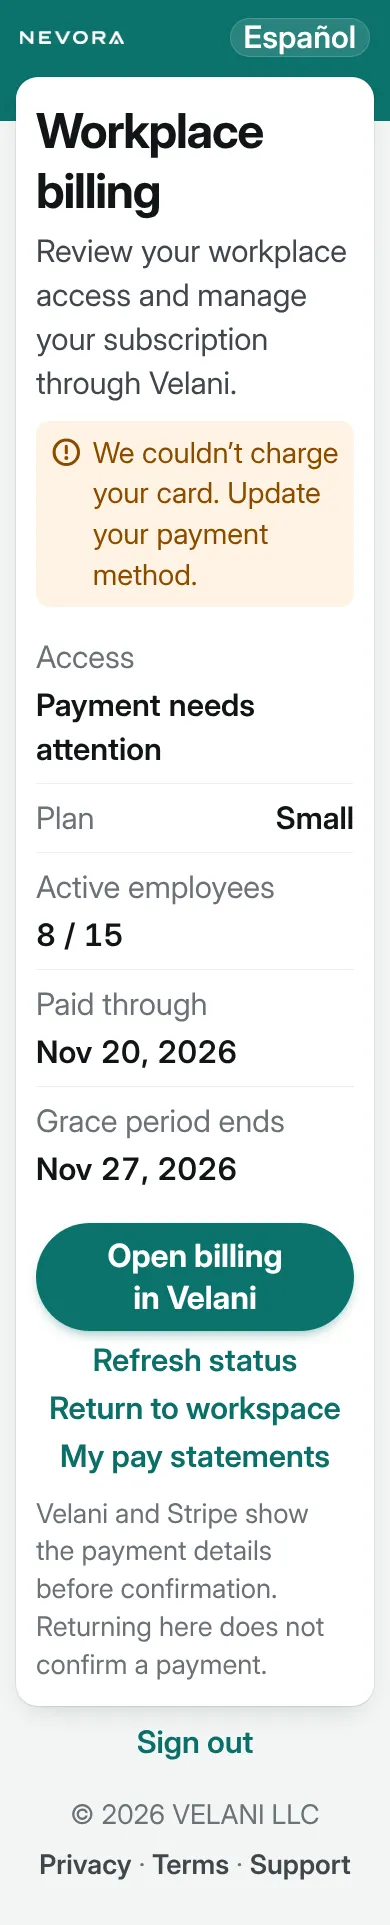 NEVORA
Español
Workplace
billing
Review your workplace
access and manage
your subscription
through Velani.
We couldn’t charge
your card. Update
your payment
method.
Access
Payment needs
attention
Plan
Small
Active employees
8 / 15
Paid through
Nov 20, 2026
Grace period ends
Nov 27, 2026
Open billing
in Velani
Refresh status
Return to workspace
My pay statements
Velani and Stripe show
the payment details
before confirmation.
Returning here does not
confirm a payment.
Sign out
© 2026 VELANI LLC
Privacy · Terms · Support